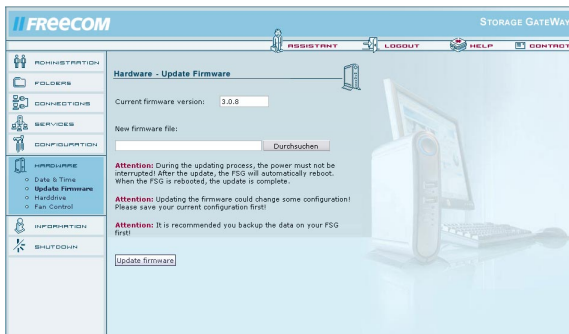 FREECOM
STORAGE GATEWAY
ASSISTANT LOGOUT HELP CONTACT
ADMINISTRATION
FOLDERS
CONNECTIONS
SERVICES
CONFIGURATION
HARDWARE
Date & Time
Update Firmware
Harddrive
Fan Control
INFORMATION
SHUTDOWN
Hardware - Update Firmware
Current firmware version: 3.0.8
New firmware file:
Durchsuchen
Attention: During the updating process, the power must not be
interrupted! After the update, the FSG will automatically reboot.
When the FSG is rebooted, the update is complete.
Attention: Updating the firmware could change some configuration!
Please save your current configuration first!
Attention: It is recommended you backup the data on your FSG
first!
Update firmware